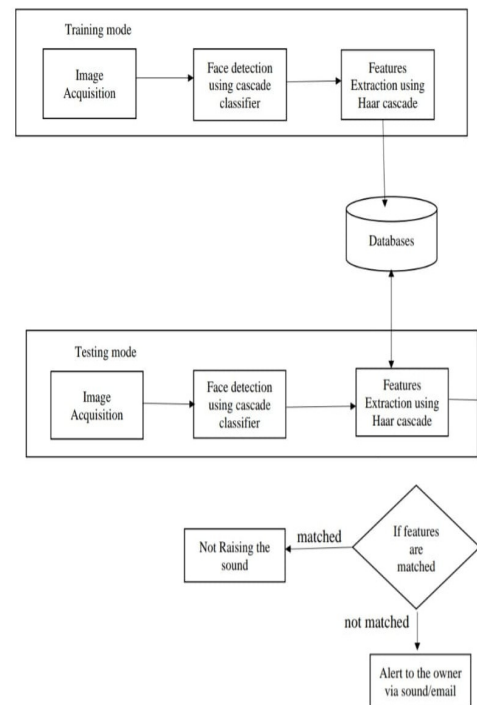 Training mode
Image
Acquisition
Face detection
using cascade
classifier
Features
Extraction using
Haar cascade
Databases
Testing mode
Image
Acquisition
Face detection
using cascade
classifier
Features
Extraction using
Haar cascade
If features
are
matched
matched
Not Raising the
sound
not matched
Alert to the owner
via sound/email